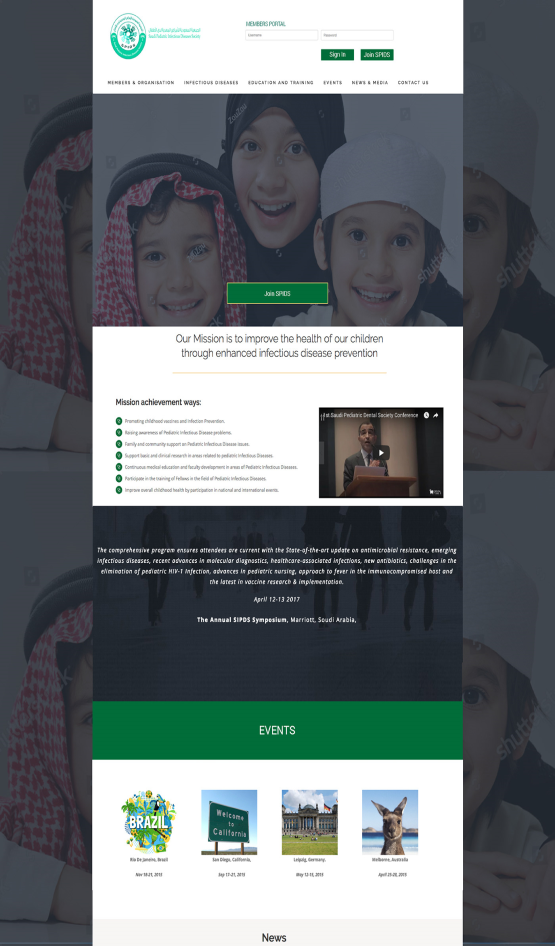 Saudi Pediatric Infectious Diseases Society
SPIDS
MEMBERS PORTAL
Username
Password
Sign In
Join SPIDS
MEMBERS & ORGANISATION
INFECTIOUS DISEASES
EDUCATION AND TRAINING
EVENTS
NEWS & MEDIA
CONTACT US
Join SPIDS
Our Mission is to improve the health of our children
through enhanced infectious disease prevention
Mission achievement ways:
Promoting childhood vaccines and Infection Prevention.
Raising awareness of Pediatric Infectious Disease problems.
Family and community support on Pediatric Infectious Disease issues.
Support basic and clinical research in areas related to pediatric Infectious Diseases.
Continuous medical education and faculty development in areas of Pediatric Infectious Diseases.
Participate in the training of Fellows in the field of Pediatric Infectious Diseases.
Improve overall childhood health by participation in national and international events.
1st Saudi Pediatric Dental Society Conference
The comprehensive program ensures attendees are current with the State-of-the-art update on antimicrobial resistance, emerging
infectious diseases, recent advances in molecular diagnostics, healthcare-associated infections, new antibiotics, challenges in the
elimination of pediatric HIV-1 Infection, advances in pediatric nursing, approach to fever in the immunocompromised host and
the latest in vaccine research & implementation.
April 12-13 2017
The Annual SIPDS Symposium, Marriott, Soudi Arabia,
EVENTS
BRAZIL
Welcome
to
California
Rio De Janeiro, Brazil
San Diego, California,
Leipzig, Germany.
Melbarne, Australia
Nov 18-21, 2015
Sep 17-21, 2015
May 12-15, 2015
April 25-28, 2015
News